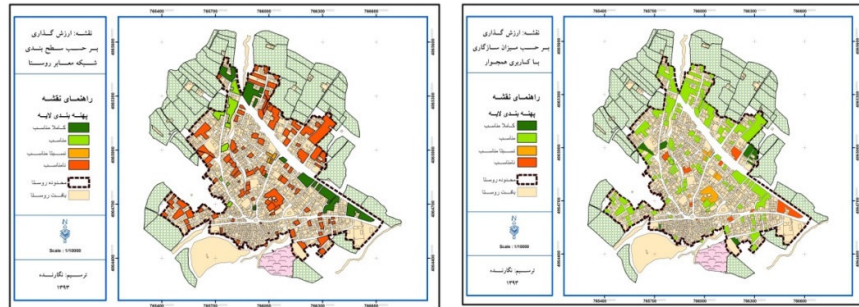 نقشه: ارزش گذاری
بر حسب سطح بندی
شبکه معابر روستا
راهنمای نقشه
پهنه بندی لایه
کاملا مناسب
مناسب
نسبتا مناسب
نامناسب
محدوده روستا
بافت روستا
Scale : 1/10000
ترسیم: نگارنده
۱۳۹۳
نقشه: ارزش گذاری
بر حسب میزان سازگاری
با کاربری همجوار
راهنمای نقشه
پهنه بندی لایه
کاملا مناسب
مناسب
نسبتا مناسب
نامناسب
محدوده روستا
بافت روستا
Scale : 1/10000
ترسیم: نگارنده
۱۳۹۳